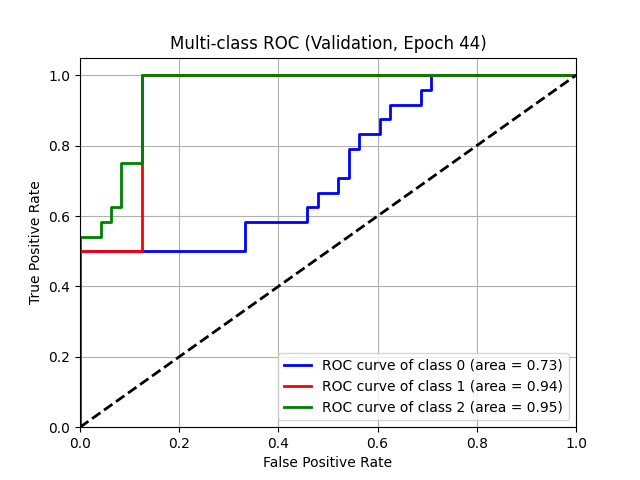 Multi-class ROC (Validation, Epoch 44)
1.0
0.8
0.6
0.4
0.2
0.0
True Positive Rate
ROC curve of class 0 (area = 0.73)
ROC curve of class 1 (area = 0.94)
ROC curve of class 2 (area = 0.95)
0.0 0.2 0.4 0.6 0.8 1.0
False Positive Rate